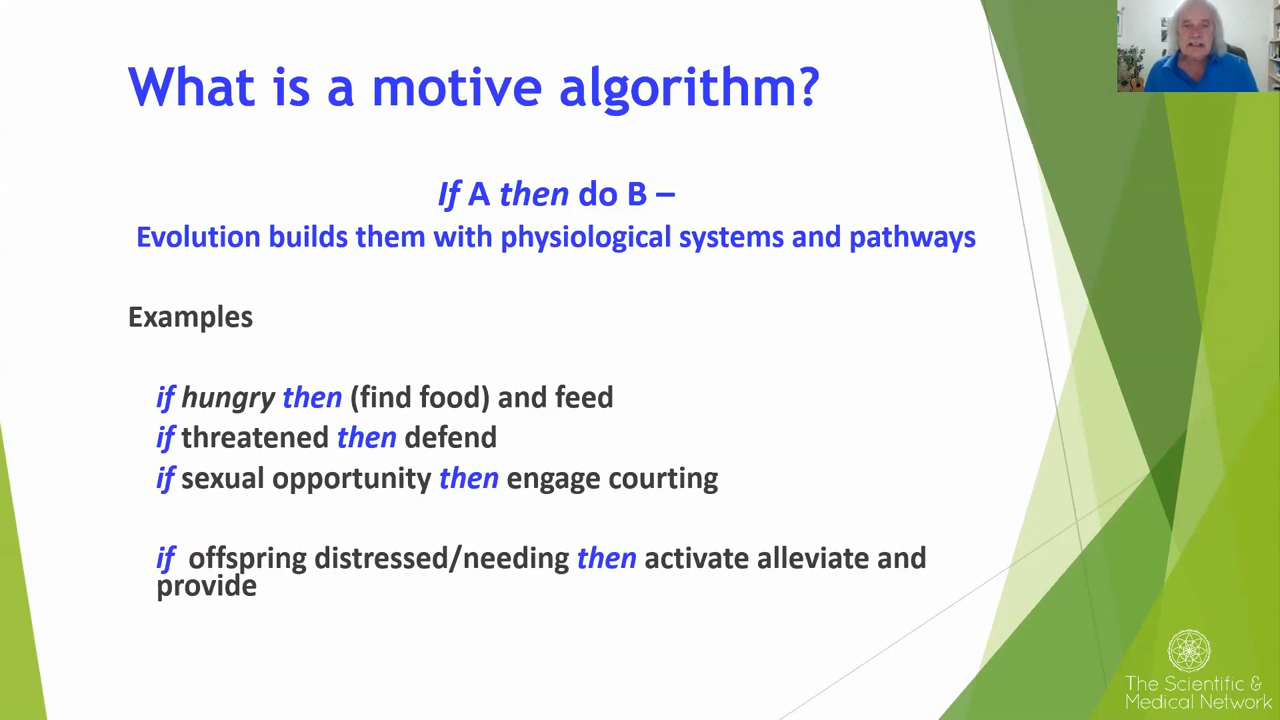 What is a motive algorithm?
If A then do B –
Evolution builds them with physiological systems and pathways
Examples
if hungry then (find food) and feed
if threatened then defend
if sexual opportunity then engage courting
if offspring distressed/needing then activate alleviate and
provide
The Scientific &
Medical Network